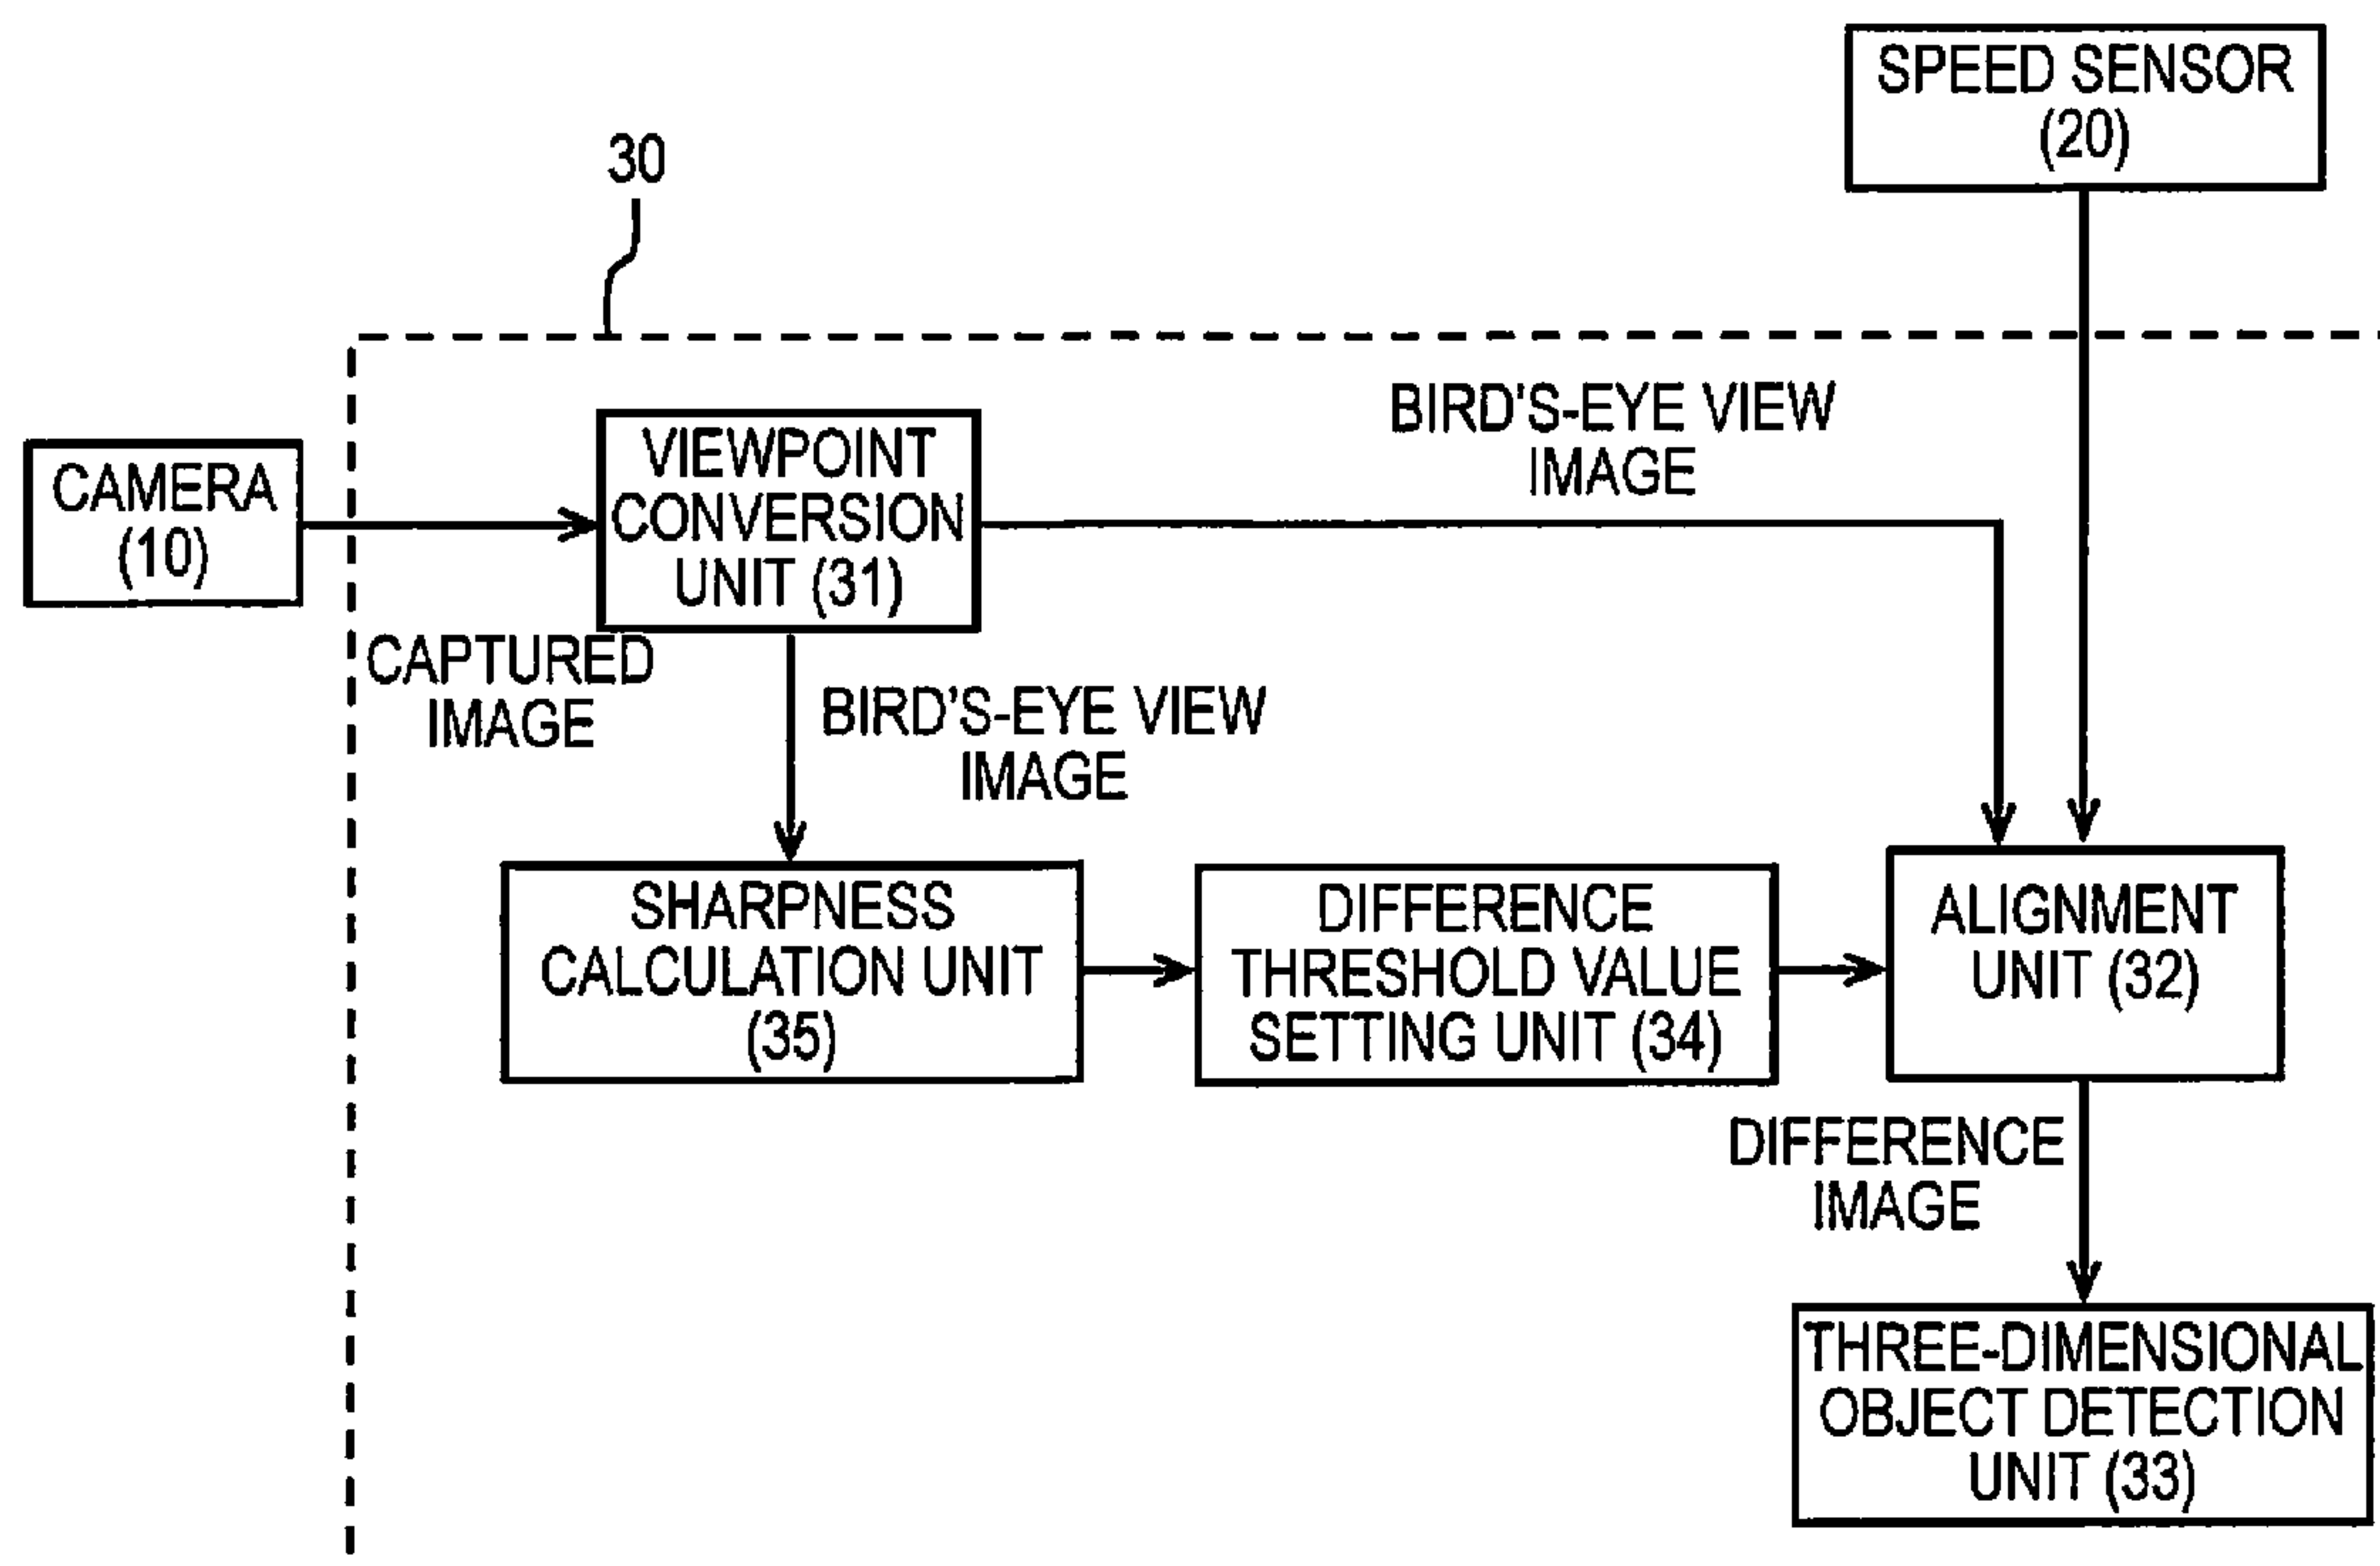 SPEED SENSOR
(20)
30
BIRD'S-EYE VIEW
IMAGE
CAMERA
(10)
VIEWPOINT
CONVERSION
UNIT (31)
CAPTURED
IMAGE
BIRD'S-EYE VIEW
IMAGE
SHARPNESS
CALCULATION UNIT
(35)
DIFFERENCE
THRESHOLD VALUE
SETTING UNIT (34)
ALIGNMENT
UNIT (32)
DIFFERENCE
IMAGE
THREE-DIMENSIONAL
OBJECT DETECTION
UNIT (33)